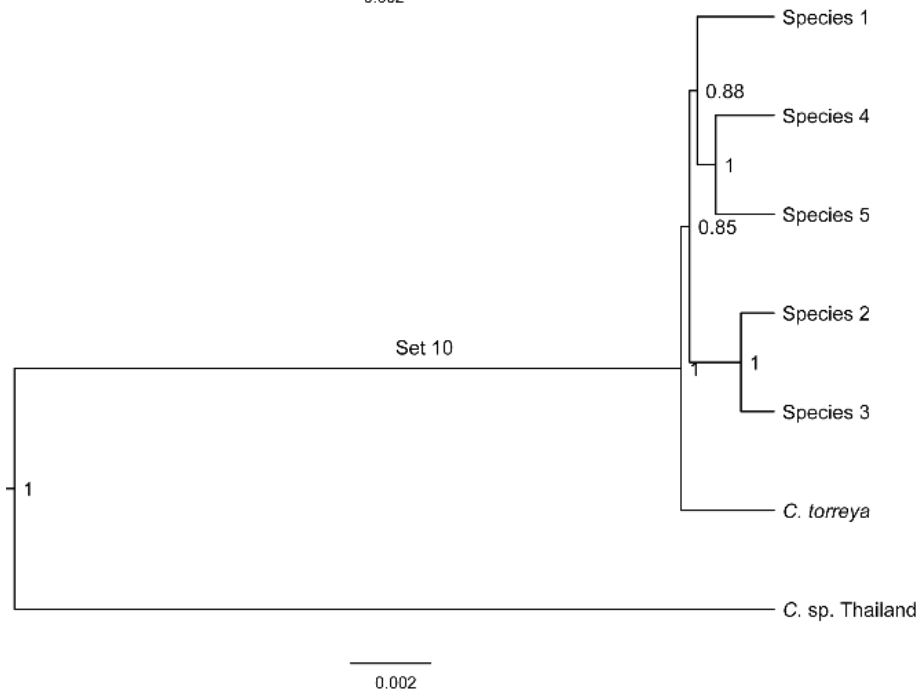 Species 1
0.88
Species 4
1
Species 5
0.85
Species 2
Set 10
1
1
Species 3
C. torreya
1
C. sp. Thailand
0.002